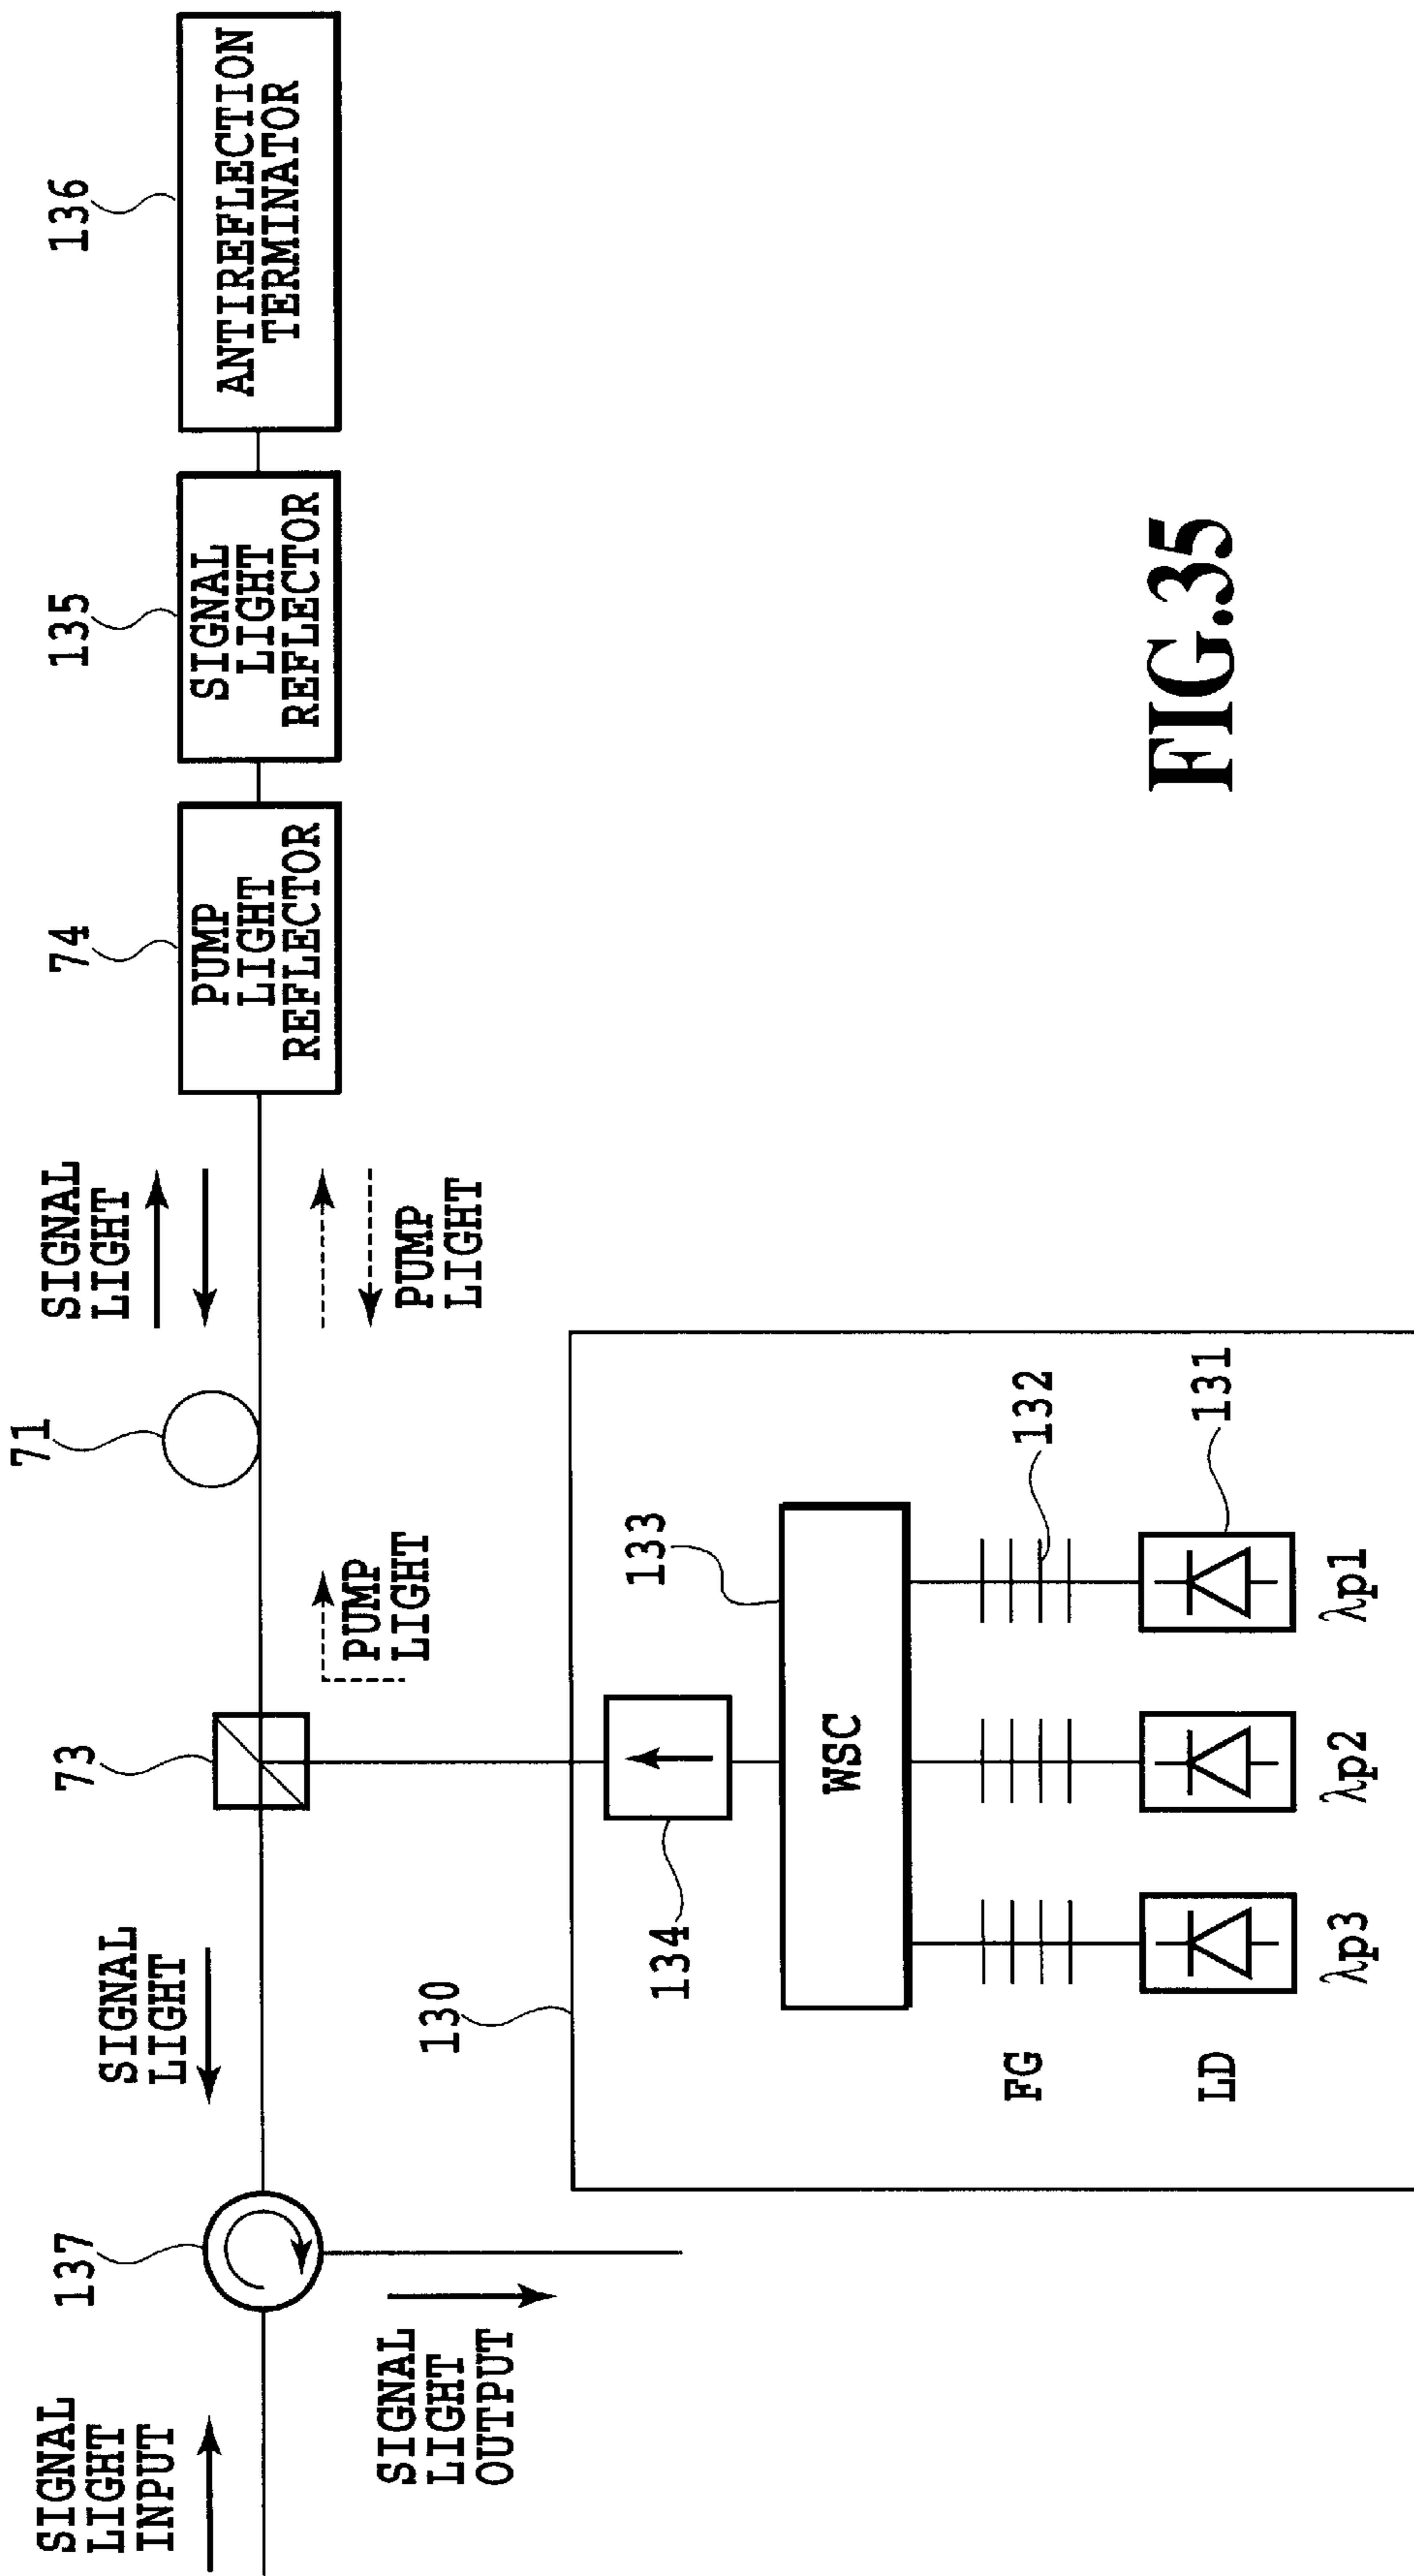 SIGNAL
LIGHT
INPUT
137
SIGNAL
LIGHT
OUTPUT
SIGNAL
LIGHT
73
PUMP
LIGHT
71
SIGNAL
LIGHT
PUMP
LIGHT
74
PUMP
LIGHT
REFLECTOR
135
SIGNAL
LIGHT
REFLECTOR
136
ANTIREFLECTION
TERMINATOR
130
134
133
WSC
132
FG
131
LD
λp3
λp2
λp1
FIG.35